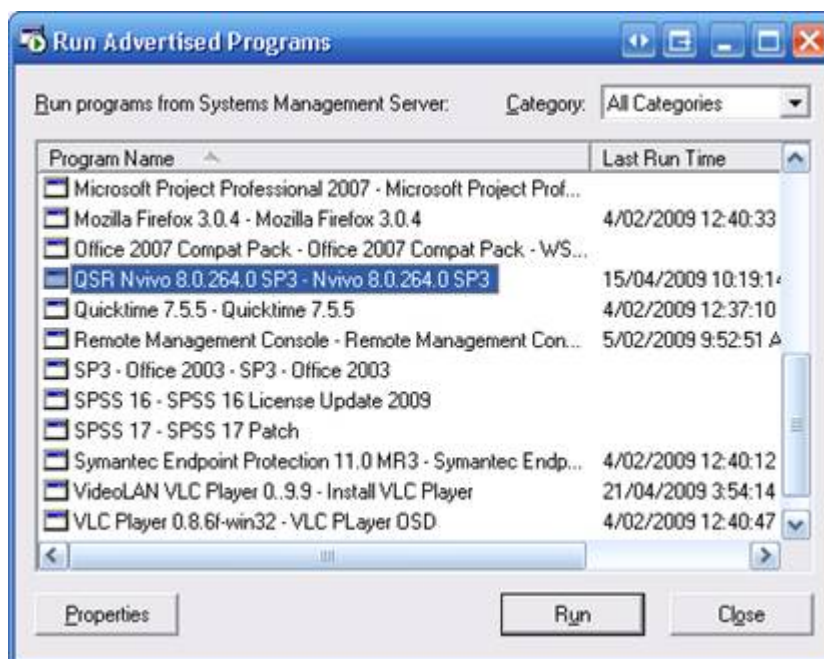 Run Advertised Programs
Run programs from Systems Management Server: Category: All Categories
Program Name Last Run Time
Microsoft Project Professional 2007 - Microsoft Project Prof...
Mozilla Firefox 3.0.4 - Mozilla Firefox 3.0.4 4/02/2009 12:40:33
Office 2007 Compat Pack - Office 2007 Compat Pack - WS...
QSR Nvivo 8.0.264.0 SP3 - Nvivo 8.0.264.0 SP3 15/04/2009 10:19:14
Quicktime 7.5.5 - Quicktime 7.5.5 4/02/2009 12:37:10
Remote Management Console - Remote Management Con... 5/02/2009 9:52:51 A
SP3 - Office 2003 - SP3 - Office 2003
SPSS 16 - SPSS 16 License Update 2009
SPSS 17 - SPSS 17 Patch
Symantec Endpoint Protection 11.0 MR3 - Symantec Endp... 4/02/2009 12:40:12
VideoLAN VLC Player 0..9.9 - Install VLC Player 21/04/2009 3:54:14
VLC Player 0.8.6f-win32 - VLC PLayer OSD 4/02/2009 12:40:47
Properties Run Close